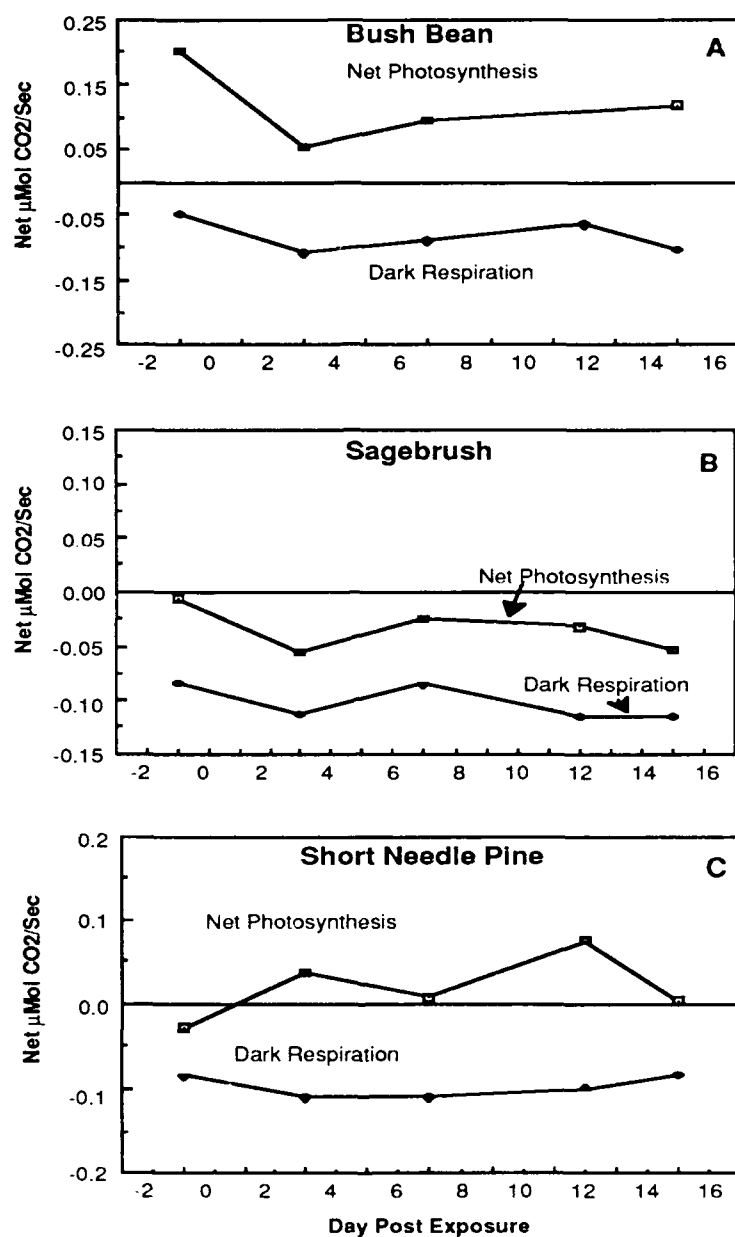 Bush Bean
A
Net Photosynthesis
Dark Respiration
Net µMol CO2/Sec
0.25
0.15
0.05
-0.05
-0.15
-0.25
-2 0 2 4 6 8 10 12 14 16
Sagebrush
B
Net Photosynthesis
Dark Respiration
Net µMol CO2/Sec
0.15
0.10
0.05
0.00
-0.05
-0.10
-0.15
-2 0 2 4 6 8 10 12 14 16
Short Needle Pine
C
Net Photosynthesis
Dark Respiration
Net µMol CO2/Sec
0.2
0.1
0.0
-0.1
-0.2
-2 0 2 4 6 8 10 12 14 16
Day Post Exposure